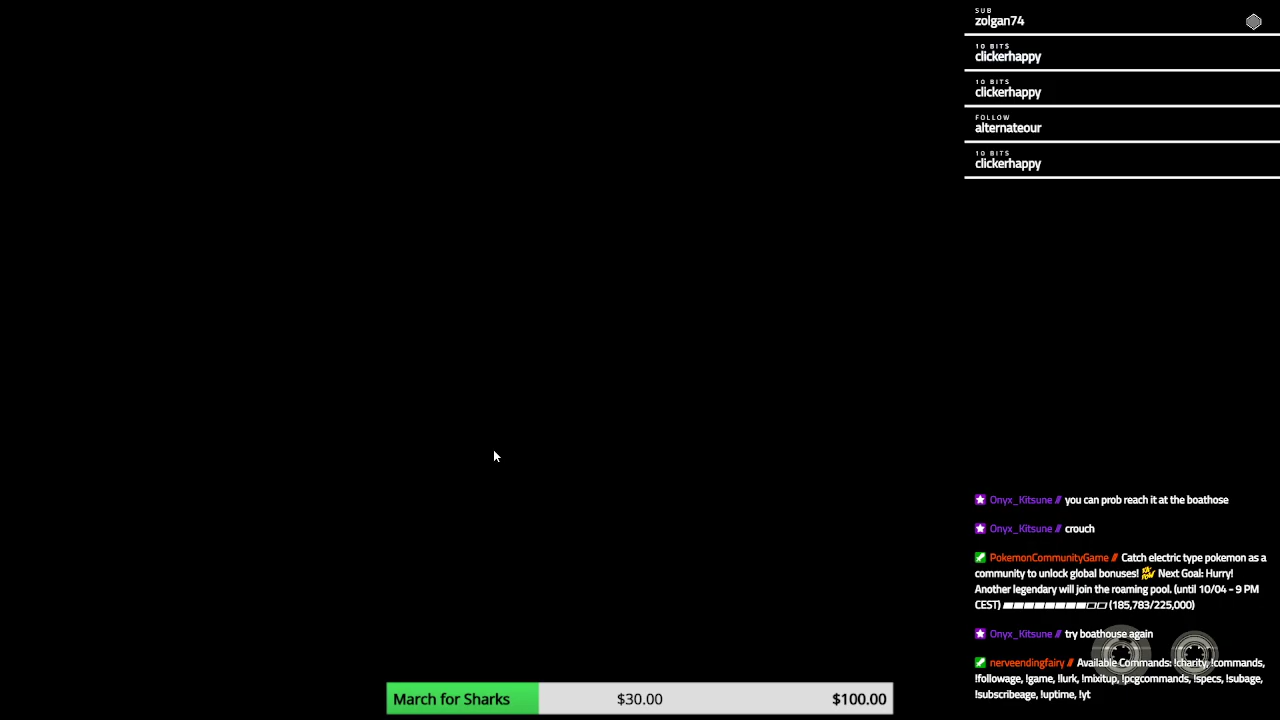 SUB
zolgan74
10 BITS
clickerhappy
10 BITS
clickerhappy
FOLLOW
alternateour
10 BITS
clickerhappy
Onyx_Kitsune // you can prob reach it at the boathose
Onyx_Kitsune // crouch
PokemonCommunityGame // Catch electric type pokemon as a
community to unlock global bonuses! Next Goal: Hurry!
Another legendary will join the roaming pool. (until 10/04 - 9 PM
CEST) (185,783/225,000)
Onyx_Kitsune // try boathouse again
nerveendingfairy // Available Commands: !charity, !commands,
!followage, !game, !lurk, !mixitup, !pcgcommands, !specs, !subage,
!subscribeage, !uptime, !yt
March for Sharks $30.00 $100.00